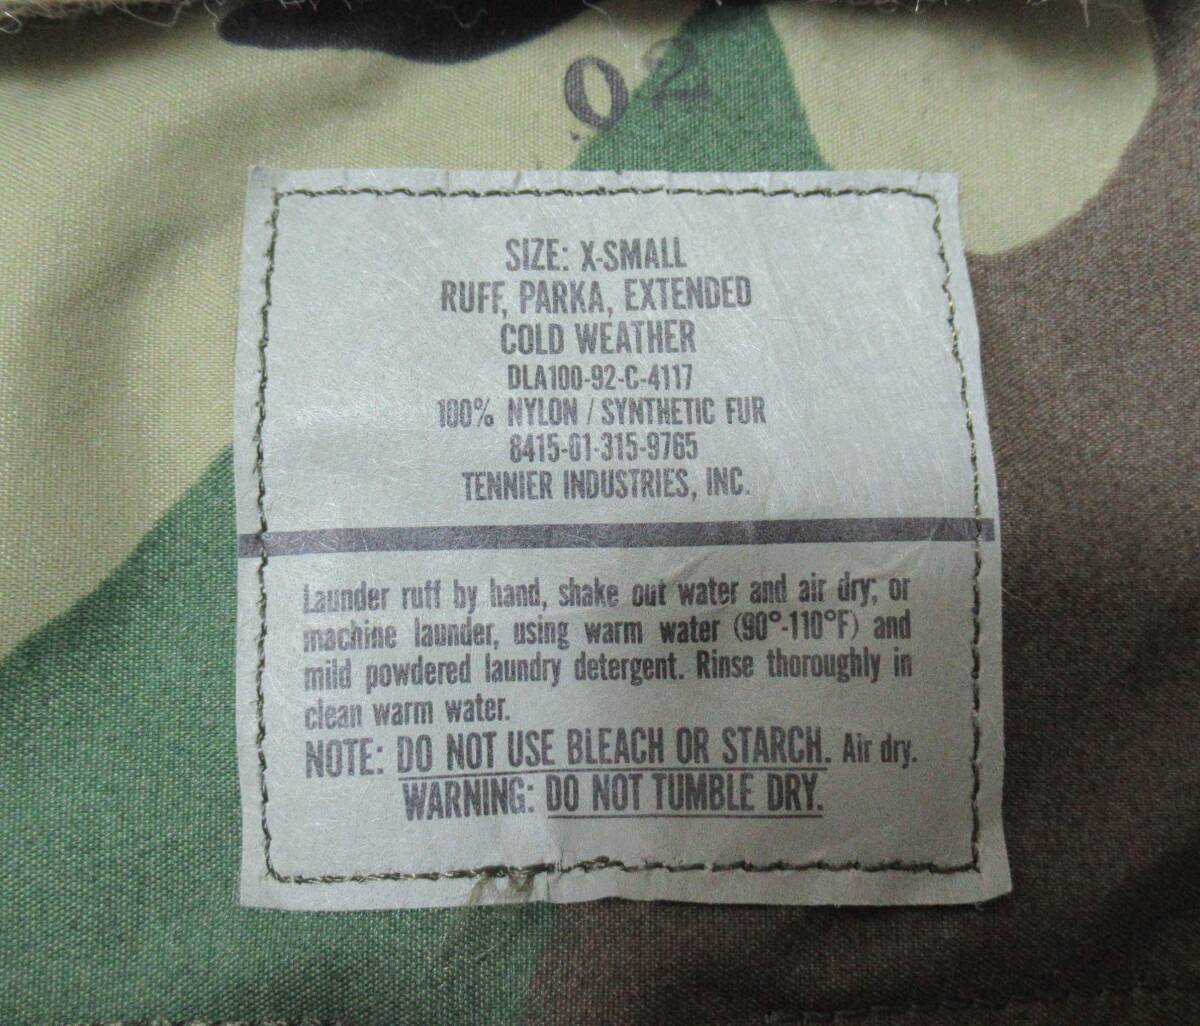 02
SIZE: X-SMALL
RUFF, PARKA, EXTENDED
COLD WEATHER
DLA100-92-C-4117
100% NYLON / SYNTHETIC FUR
8415-01-315-9765
TENNIER INDUSTRIES, INC.
Launder ruff by hand, shake out water and air dry; or
machine launder, using warm water (90°-110°F) and
mild powdered laundry detergent. Rinse thoroughly in
clean warm water.
NOTE: DO NOT USE BLEACH OR STARCH. Air dry.
WARNING: DO NOT TUMBLE DRY.